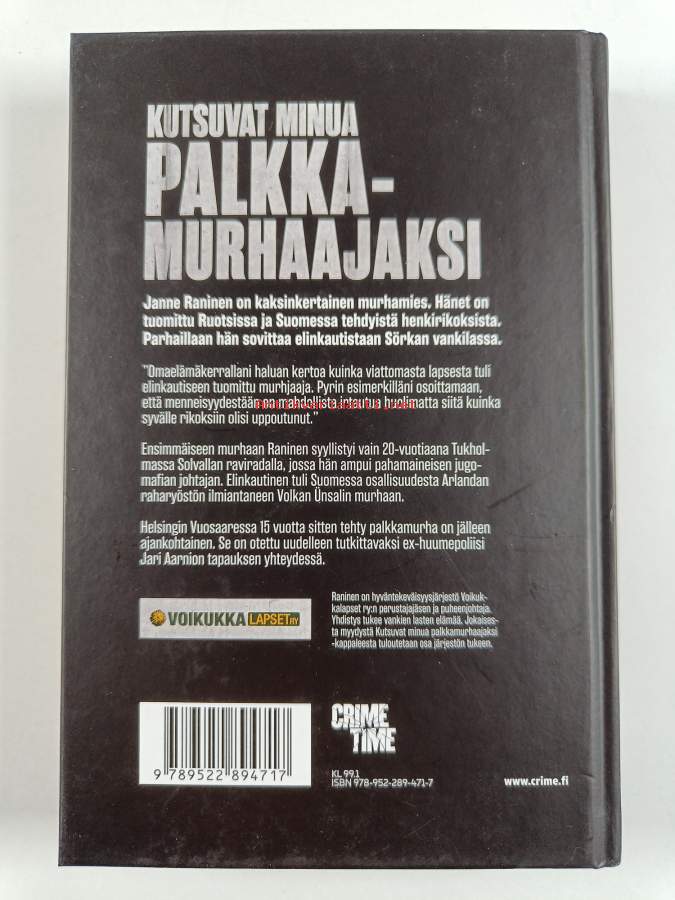 KUTSUVAT MINUA
PALKKA-
MURHAAJAKSI
Janne Raninen on kaksinkertainen murhamies. Hänet on
tuomittu Ruotsissa ja Suomessa tehdyistä henkirikoksista.
Parhaillaan hän sovittaa elinkautistaan Sörkan vankilassa.
"Omaelämäkerrallani haluan kertoa kuinka viattomasta lapsesta tuli
elinkautiseen tuomittu murhjaaja. Pyrin esimerkilläni osoittamaan,
että menneisyydestään on mahdollista irtautua huolimatta siitä kuinka
syvälle rikoksiin olisi uppoutunut."
Ensimmäiseen murhaan Raninen syyllistyi vain 20-vuotiaana Tukhol-
massa Solvallan raviradalla, jossa hän ampui pahamaineisen jugo-
mafian johtajan. Elinkautinen tuli Suomessa osallisuudesta Arlandan
raharyöstön ilmiantaneen Volkan Ünsalin murhaan.
Helsingin Vuosaaressa 15 vuotta sitten tehty palkkamurha on jälleen
ajankohtainen. Se on otettu uudelleen tutkittavaksi ex-huumepoliisi
Jari Aarnion tapauksen yhteydessä.
Raninen on hyväntekeväisyysjärjestö Voikuk-
kalapset ry:n perustajajäsen ja puheenjohtaja.
Yhdistys tukee vankien lasten elämää. Jokaises-
ta myydystä Kutsuvat minua palkkamurhaajaksi
-kappaleesta tuloutetaan osa järjestön tukeen.
VOIKUKKA LAPSET RY
CRIME
TIME
9 789522 894717
KL 99.1
ISBN 978-952-289-471-7
www.crime.fi